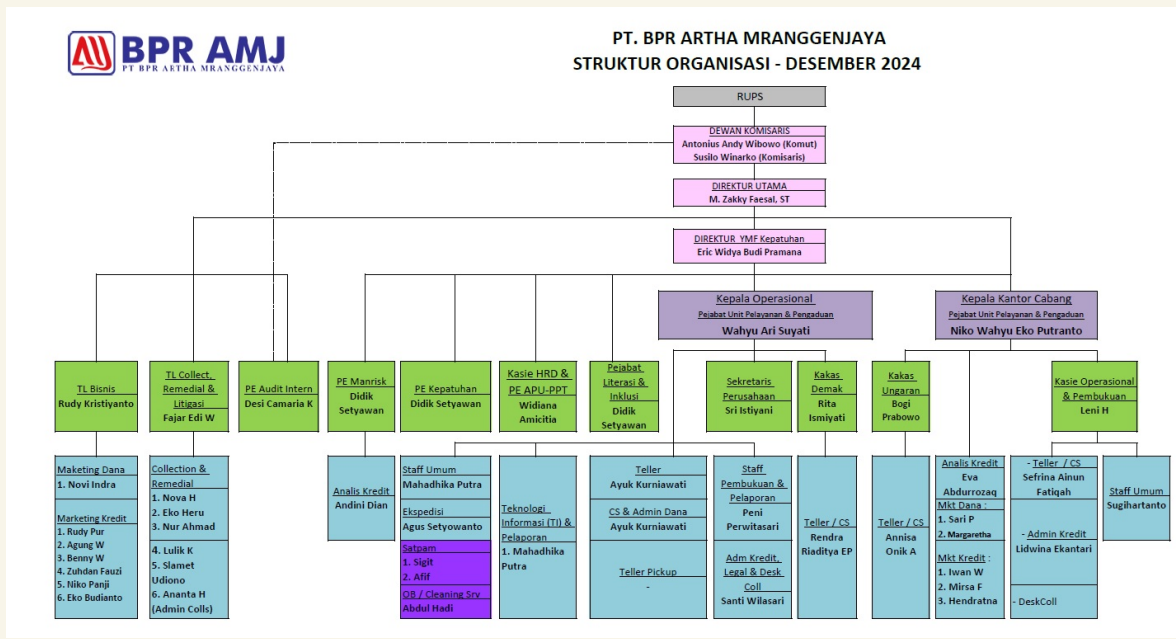 BPR AMJ
PT BPR ARTHA MRANGGENJAYA
PT. BPR ARTHA MRANGGENJAYA
STRUKTUR ORGANISASI - DESEMBER 2024
RUPS
DEWAN KOMISARIS
Antonius Andy Wibowo (Komut)
Susilo Winarko (Komisaris)
DIREKTUR UTAMA
M. Zakky Faesal, ST
DIREKTUR YMF Kepatuhan
Eric Widya Budi Pramana
Kepala Operasional
Pejabat Unit Pelayanan & Pengaduan
Wahyu Ari Suyati
Kepala Kantor Cabang
Pejabat Unit Pelayanan & Pengaduan
Niko Wahyu Eko Putranto
TL Bisnis
Rudy Kristiyanto
TL Collect,
Remedial &
Litigasi
Fajar Edi W
PE Audit Intern
Desi Camaria K
PE Manrisk
Didik
Setyawan
PE Kepatuhan
Didik Setyawan
Kasie HRD &
PE APU-PPT
Widiana
Amicitia
Pejabat
Literasi &
Inklusi
Didik
Setyawan
Sekretaris
Perusahaan
Sri Istiyani
Kakas
Demak
Rita
Ismiyati
Kakas
Ungaran
Bogi
Prabowo
Kasie Operasional
& Pembukuan
Leni H
Maketing Dana
1. Novi Indra
Marketing Kredit
1. Rudy Pur
2. Agung W
3. Benny W
4. Zuhdan Fauzi
5. Niko Panji
6. Eko Budianto
Collection &
Remedial
1. Nova H
2. Eko Heru
3. Nur Ahmad
4. Lulik K
5. Slamet
Udiono
6. Ananta H
(Admin Colls)
Analis Kredit
Andini Dian
Staff Umum
Mahadhika Putra
Ekspedisi
Agus Setyowanto
Satpam
1. Sigit
2. Afif
OB / Cleaning Srv
Abdul Hadi
Teknologi
Informasi (TI) &
Pelaporan
1. Mahadhika
Putra
Teller
Ayuk Kurniawati
CS & Admin Dana
Ayuk Kurniawati
Teller Pickup
-
Staff
Pembukuan &
Pelaporan
Peni
Perwitasari
Adm Kredit,
Legal & Desk
Coll
Santi Wilasari
Teller / CS
Rendra
Riaditya EP
Teller / CS
Annisa
Onik A
Analis Kredit
Eva
Abdurrozaq
Mkt Dana :
1. Sari P
2. Margaretha
Mkt Kredit :
1. Iwan W
2. Mirsa F
3. Hendratna
- Teller / CS
Sefrina Ainun
Fatiqah
- Admin Kredit
Lidwina Ekantari
- DeskColl
Staff Umum
Sugihartanto